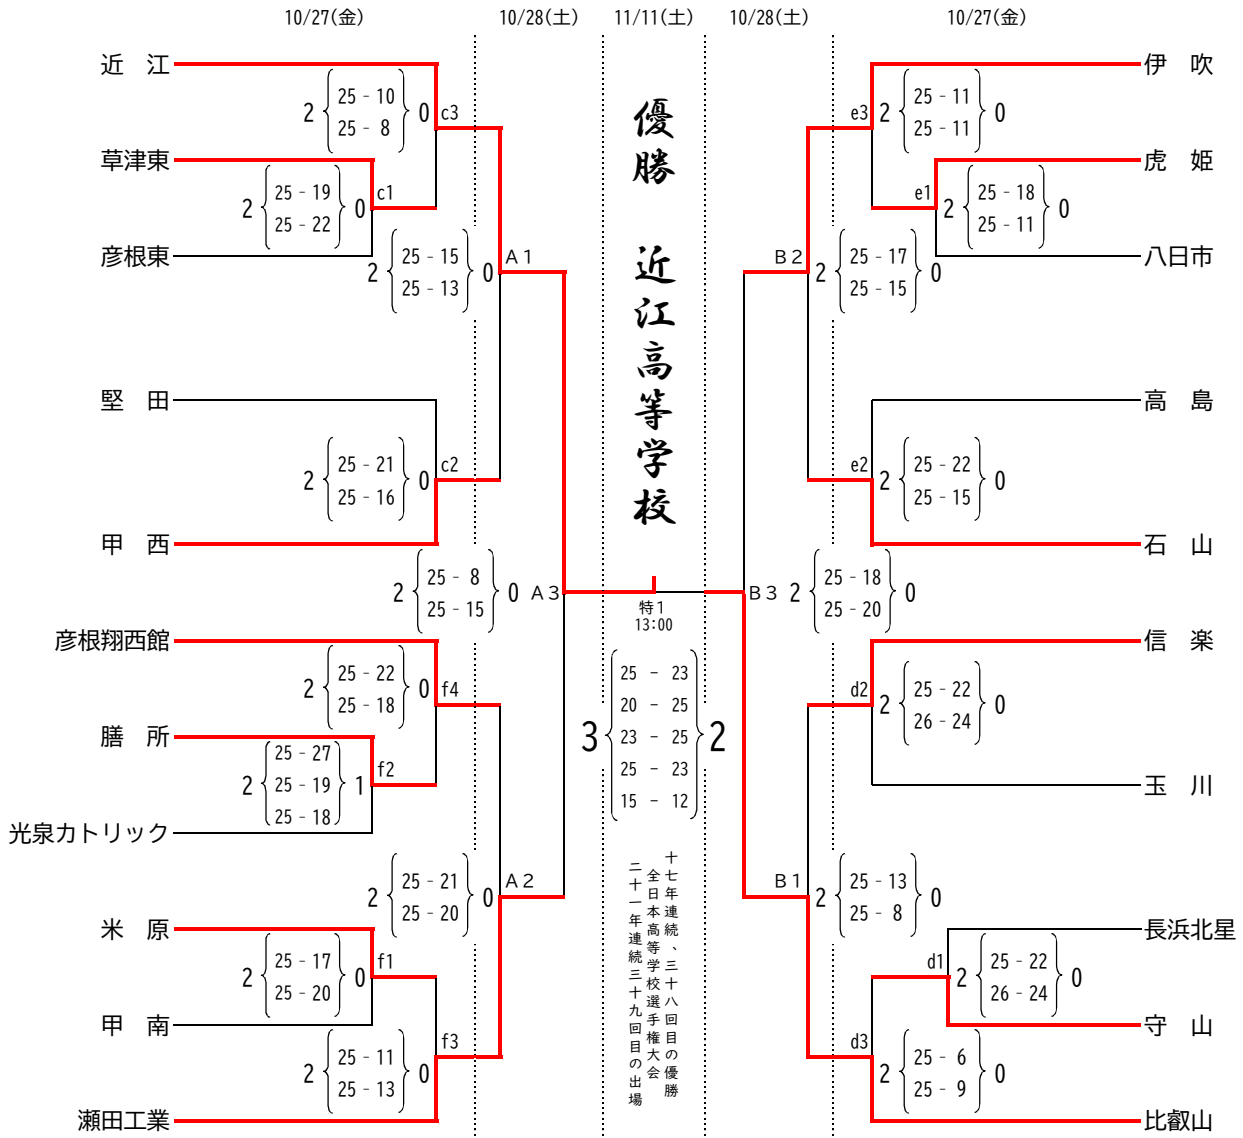 10/27(金)
10/28(土)
11/11(土)
10/28(土)
10/27(金)
近　江
2 25 - 10 0 c3
25 - 8
草津東
2 25 - 19 0 c1
25 - 22
彦根東
2 25 - 15 0 A1
25 - 13
堅　田
2 25 - 21 0 c2
25 - 16
甲　西
2 25 - 8 0 A3
25 - 15
彦根翔西館
2 25 - 22 0 f4
25 - 18
膳　所
2 25 - 27 1 f2
25 - 19
25 - 18
光泉カトリック
2 25 - 21 0 A2
25 - 20
米　原
2 25 - 17 0 f1
25 - 20
甲　南
2 25 - 11 0 f3
25 - 13
瀬田工業
優勝　近江高等学校
特1
13:00
3 25 - 23 2
20 - 25
23 - 25
25 - 23
15 - 12
十七年連続、三十八回目の優勝
全日本高等学校選手権大会
二十一年連続三十九回目の出場
伊　吹
e3 2 25 - 11 0
25 - 11
虎　姫
e1 2 25 - 18 0
25 - 11
八日市
B2 2 25 - 17 0
25 - 15
高　島
e2 2 25 - 22 0
25 - 15
石　山
B3 2 25 - 18 0
25 - 20
信　楽
d2 2 25 - 22 0
26 - 24
玉　川
B1 2 25 - 13 0
25 - 8
長浜北星
d1 2 25 - 22 0
26 - 24
守　山
d3 2 25 - 6 0
25 - 9
比叡山